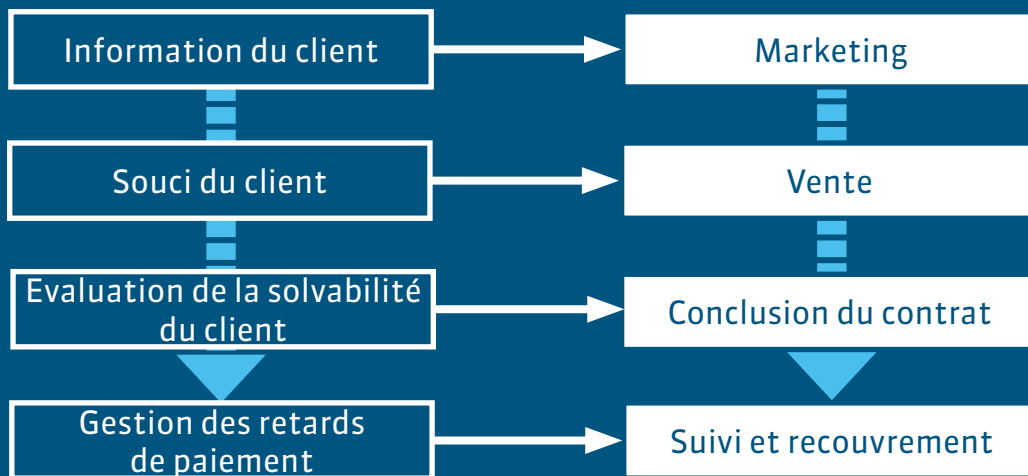 Information du client
Marketing
Souci du client
Vente
Evaluation de la solvabilité
du client
Conclusion du contrat
Gestion des retards
de paiement
Suivi et recouvrement